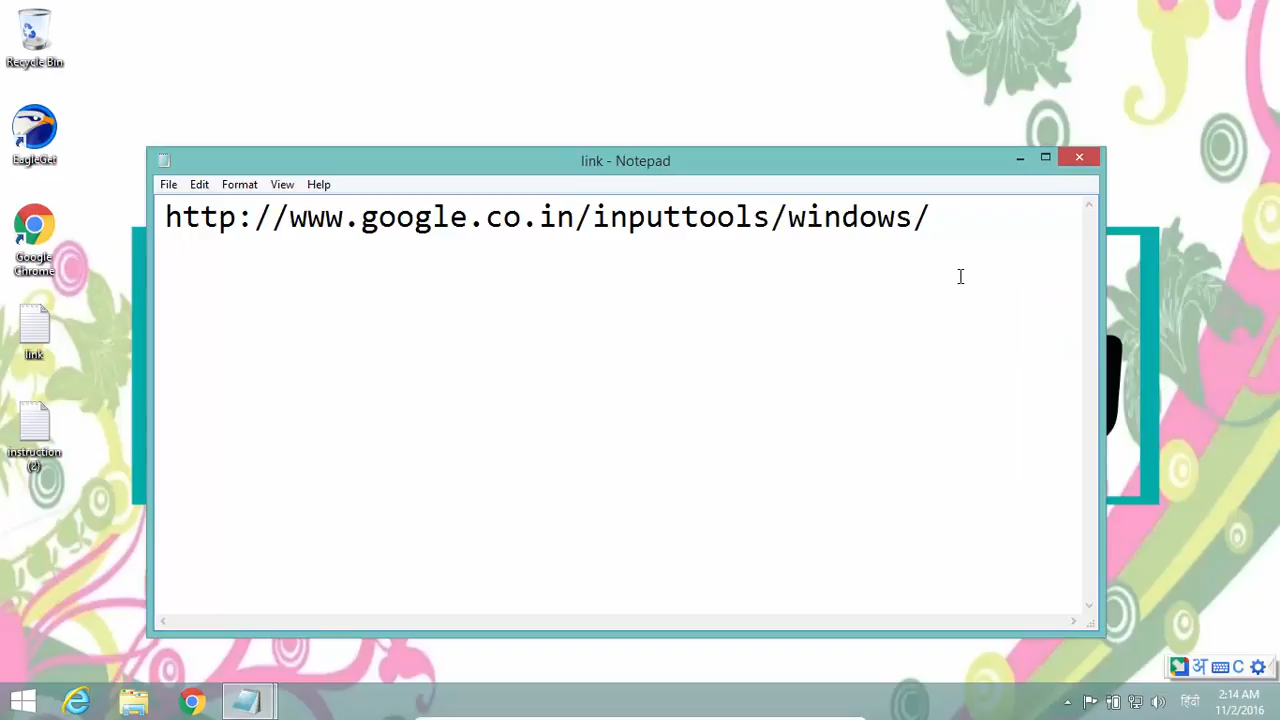 Recycle Bin
EagleGet
Google
Chrome
link
instruction
(2)
link - Notepad
File Edit Format View Help
http://www.google.co.in/inputtools/windows/
अ C
हिंदी
2:14 AM
11/2/2016